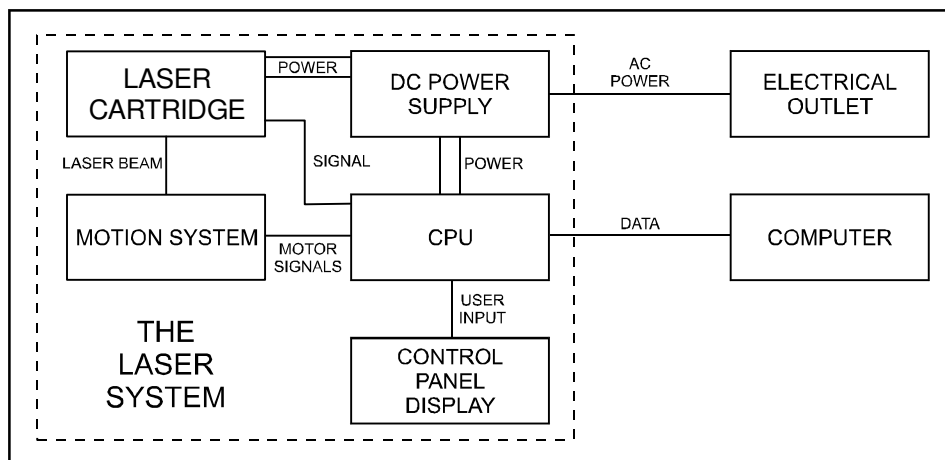 LASER
CARTRIDGE
POWER
DC POWER
SUPPLY
AC
POWER
ELECTRICAL
OUTLET
LASER BEAM
SIGNAL
POWER
MOTION SYSTEM
MOTOR
SIGNALS
CPU
DATA
COMPUTER
USER
INPUT
THE
LASER
SYSTEM
CONTROL
PANEL
DISPLAY